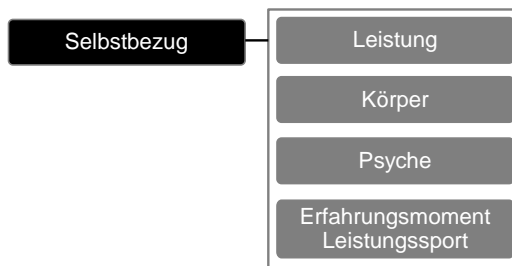 Selbstbezug
Leistung
Körper
Psyche
Erfahrungsmoment
Leistungssport